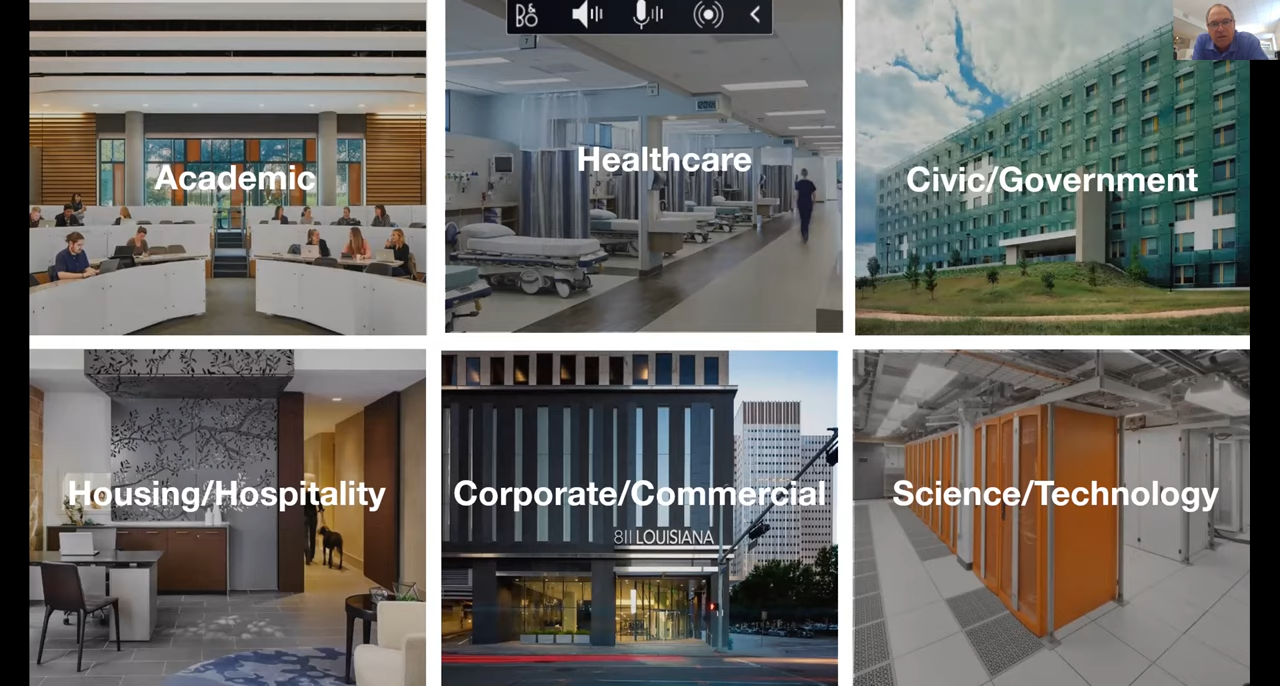 Academic
Healthcare
Civic/Government
Housing/Hospitality
Corporate/Commercial
811 LOUISIANA
Science/Technology